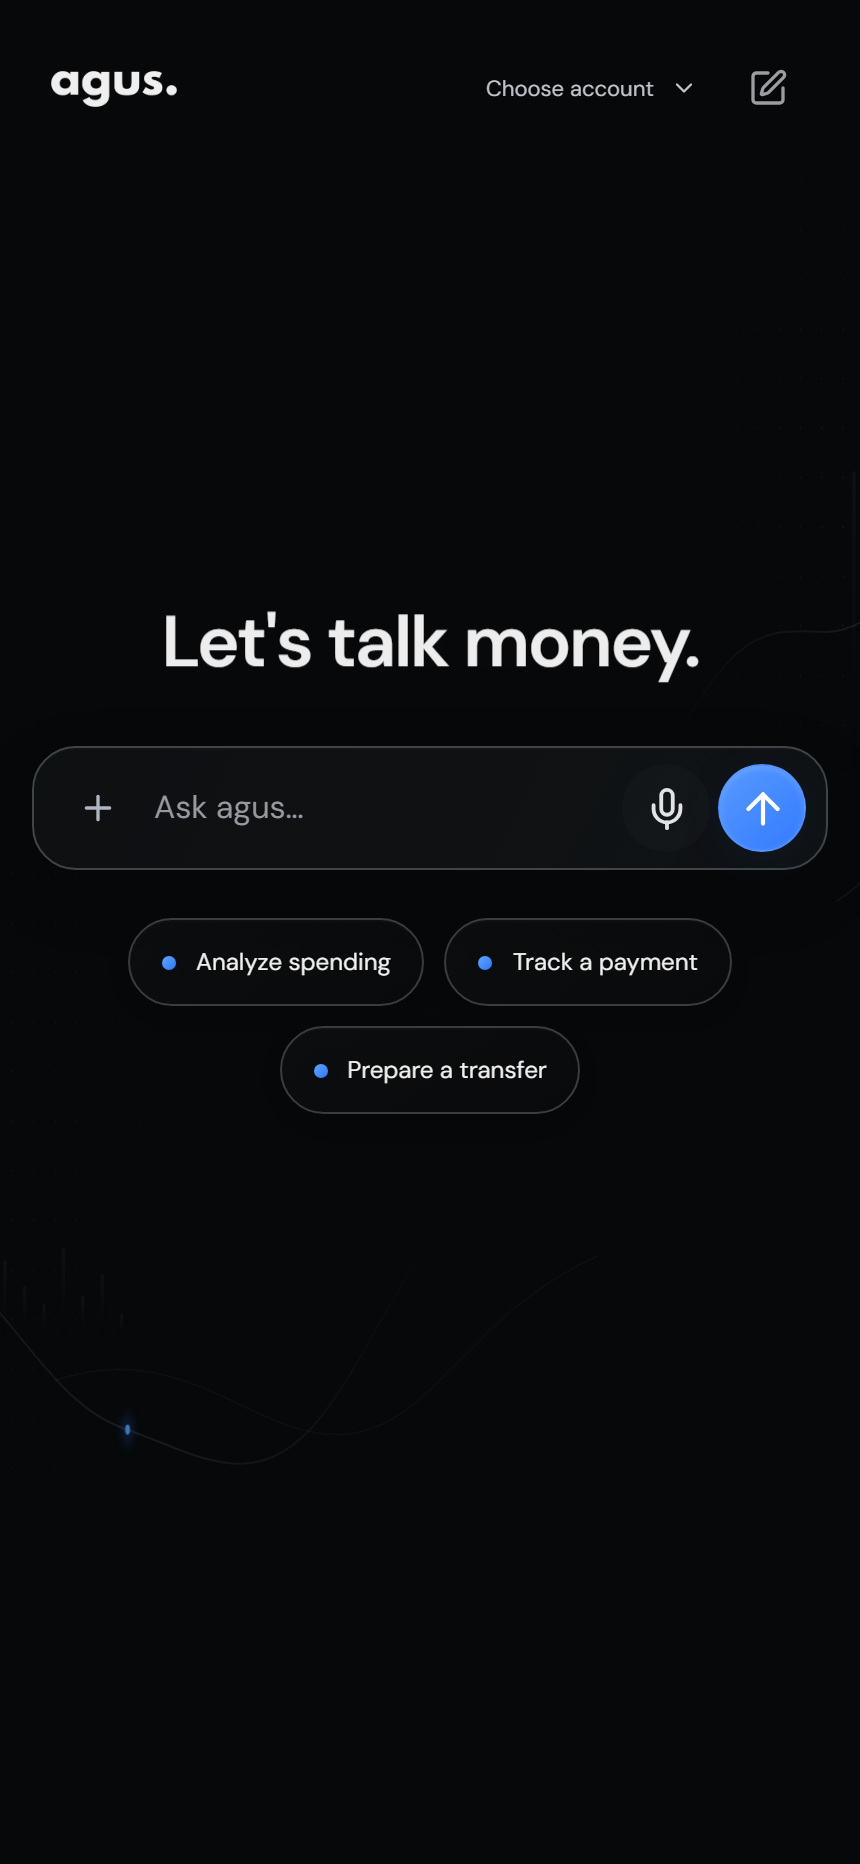 agus.
Choose account
Let's talk money.
Ask agus...
Analyze spending
Track a payment
Prepare a transfer